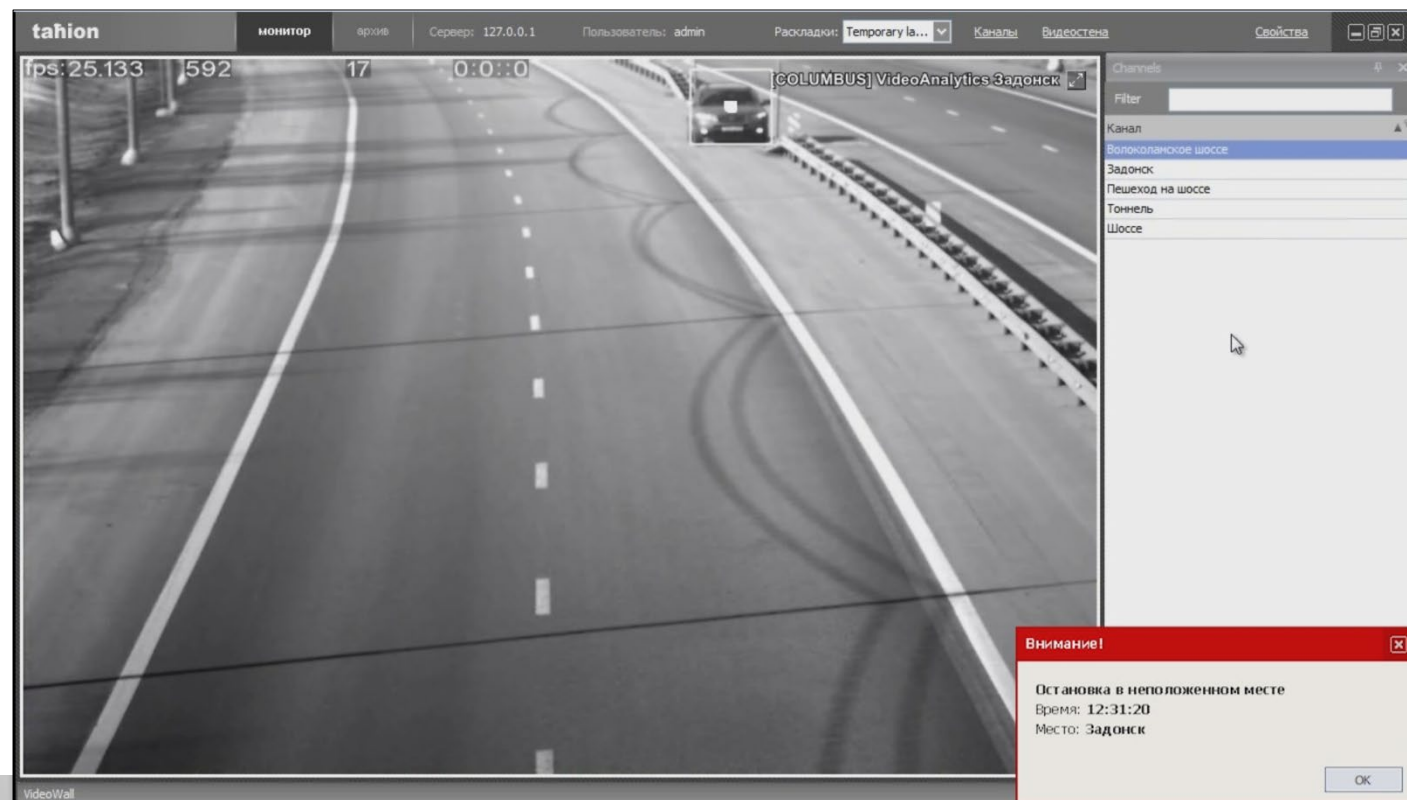 tahion монитор архив Сервер: 127.0.0.1 Пользователь: admin Раскладки: Temporary la... Каналы Видеостена Свойства
fps:25.133 592 17 0:0::0
[COLUMBUS] VideoAnalytics Задонск
Channels
Filter
Канал
Волоколанское шоссе
Задонск
Пешеход на шоссе
Тоннель
Шоссе
Внимание!
Остановка в неположенном месте
Время: 12:31:20
Место: Задонск
OK
VideoWall